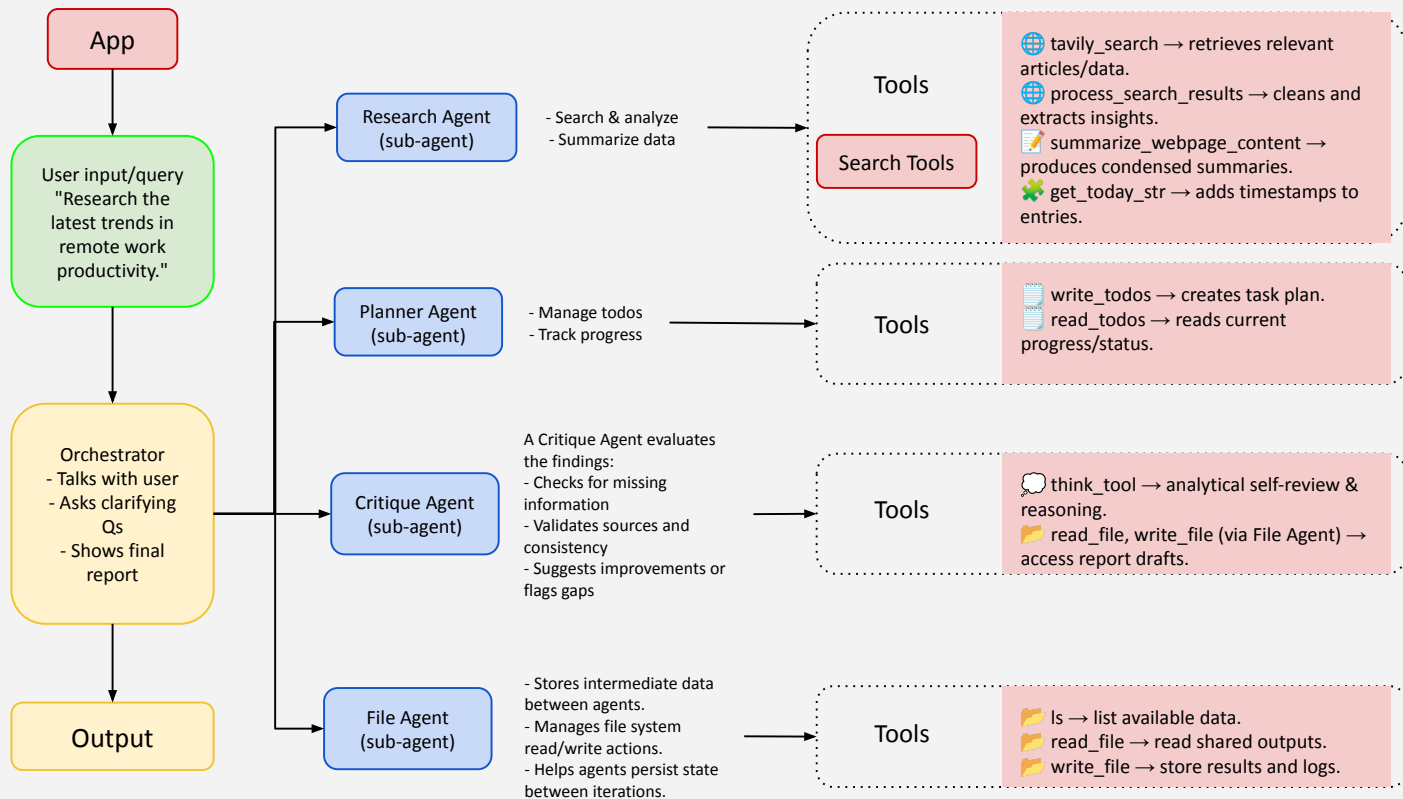 App
User input/query
"Research the
latest trends in
remote work
productivity."
Orchestrator
- Talks with user
- Asks clarifying
Qs
- Shows final
report
Output
Research Agent
(sub-agent)
- Search & analyze
- Summarize data
Tools
Search Tools
🌐 tavily_search → retrieves relevant
articles/data.
🌐 process_search_results → cleans and
extracts insights.
📝 summarize_webpage_content →
produces condensed summaries.
🧩 get_today_str → adds timestamps to
entries.
Planner Agent
(sub-agent)
- Manage todos
- Track progress
Tools
🗒️ write_todos → creates task plan.
🗒️ read_todos → reads current
progress/status.
Critique Agent
(sub-agent)
A Critique Agent evaluates
the findings:
- Checks for missing
information
- Validates sources and
consistency
- Suggests improvements or
flags gaps
Tools
💭 think_tool → analytical self-review &
reasoning.
📂 read_file, write_file (via File Agent) →
access report drafts.
File Agent
(sub-agent)
- Stores intermediate data
between agents.
- Manages file system
read/write actions.
- Helps agents persist state
between iterations.
Tools
📂 ls → list available data.
📂 read_file → read shared outputs.
📂 write_file → store results and logs.